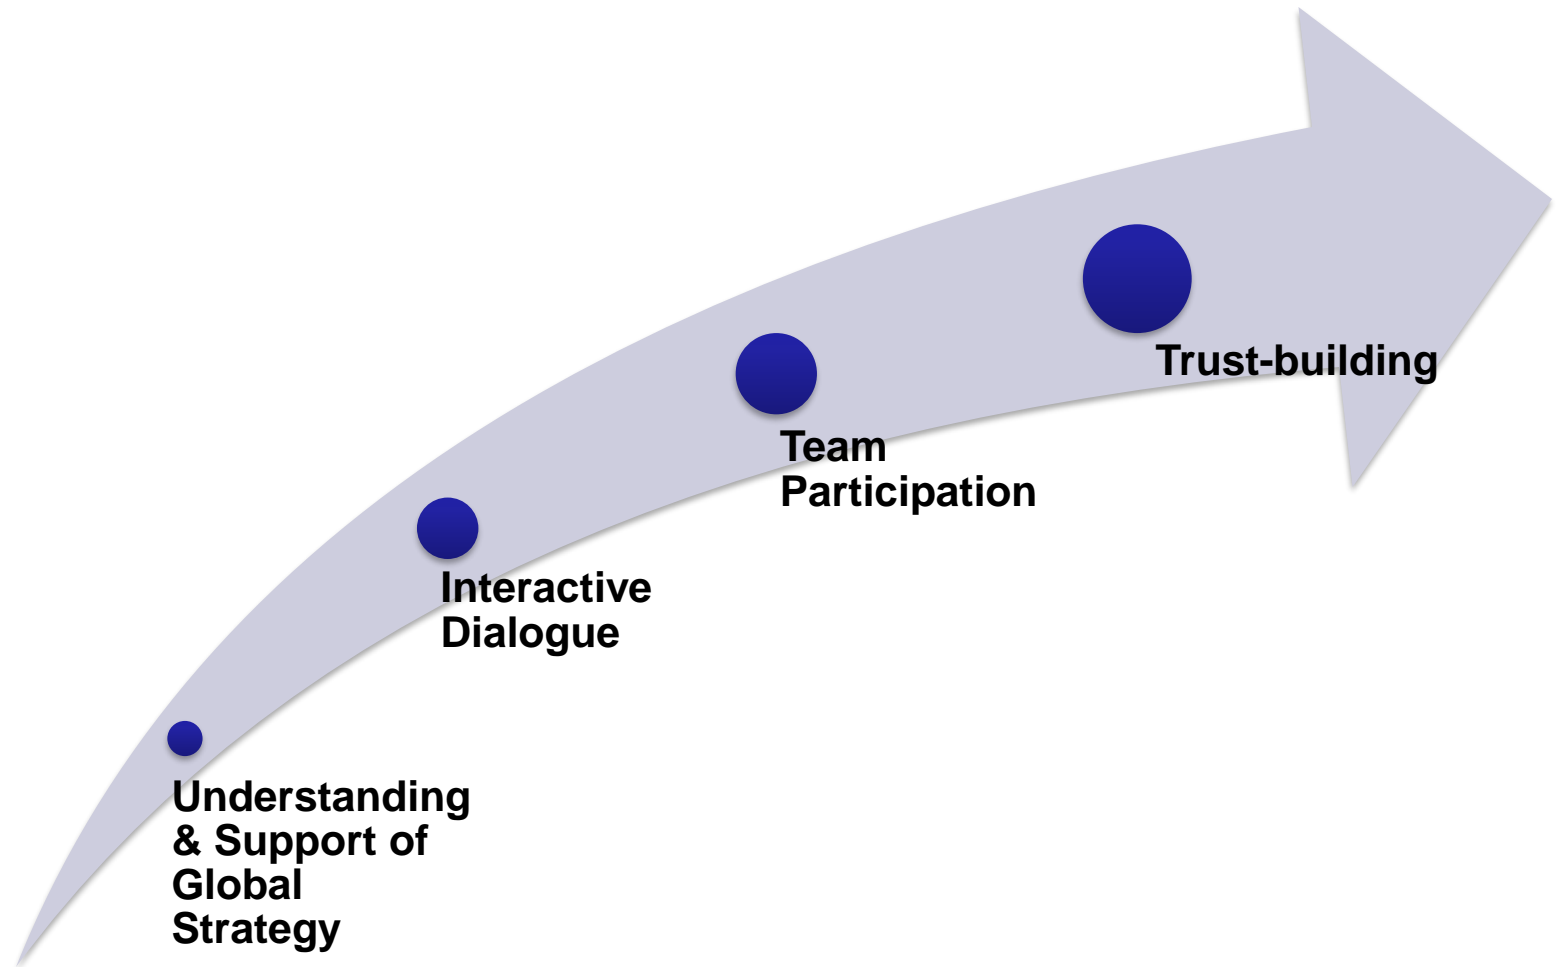 Trust-building
Team
Participation
Interactive
Dialogue
Understanding
& Support of
Global
Strategy